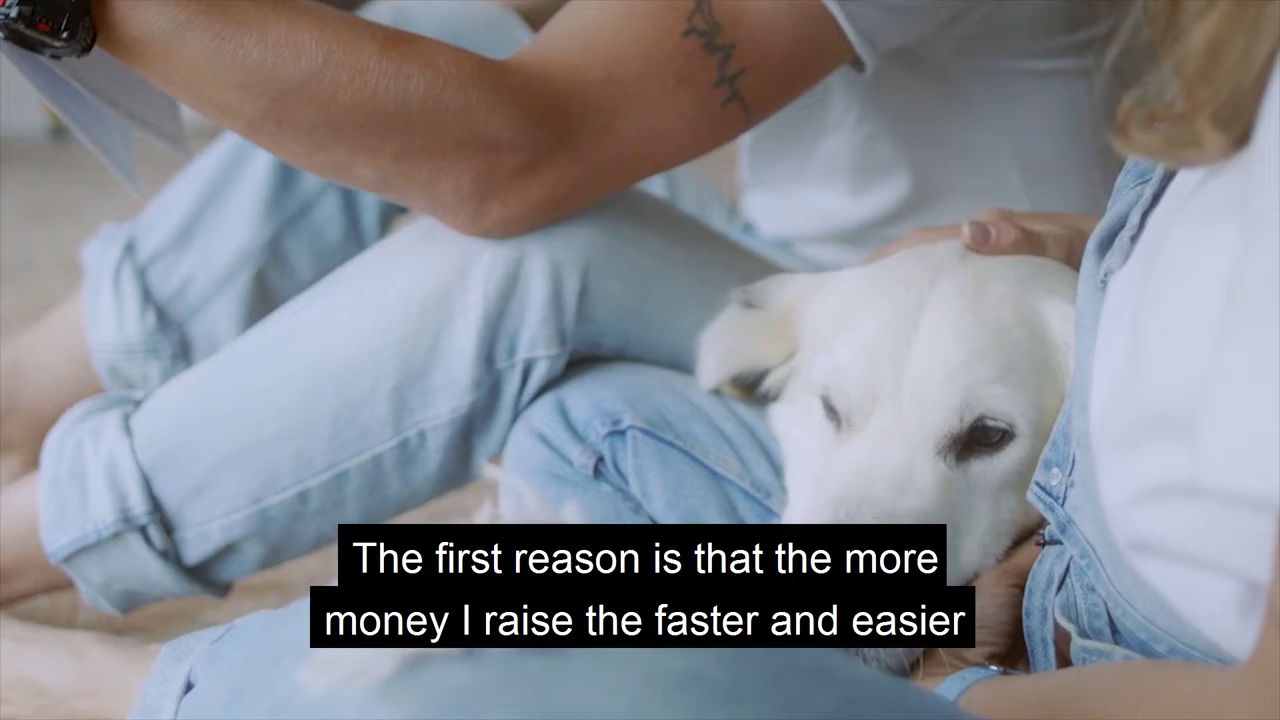 The first reason is that the more
money I raise the faster and easier